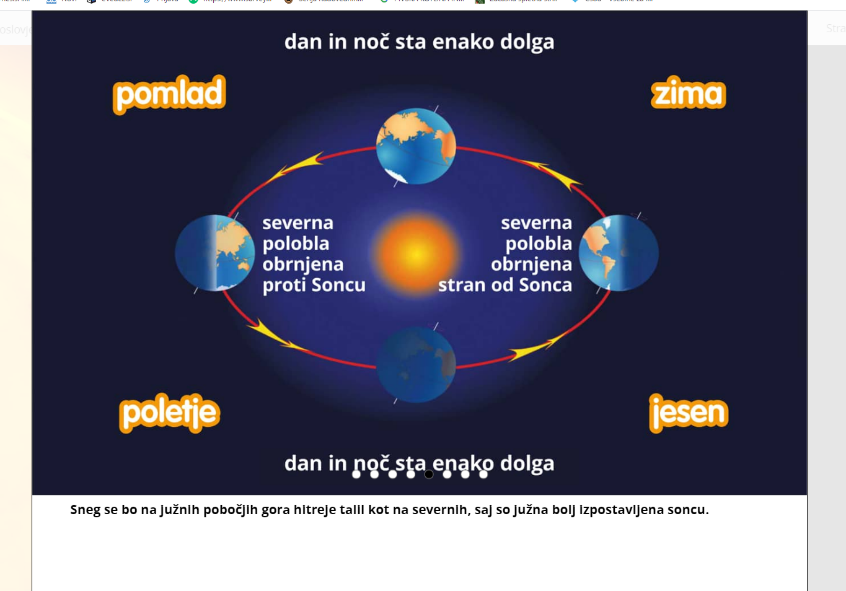 dan in noč sta enako dolga
pomlad
zima
severna
polobla
obrnjena
proti Soncu
severna
polobla
obrnjena
stran od Sonca
poletje
jesen
dan in noč sta enako dolga
Sneg se bo na južnih pobočjih gora hitreje talil kot na severnih, saj so južna bolj izpostavljena soncu.